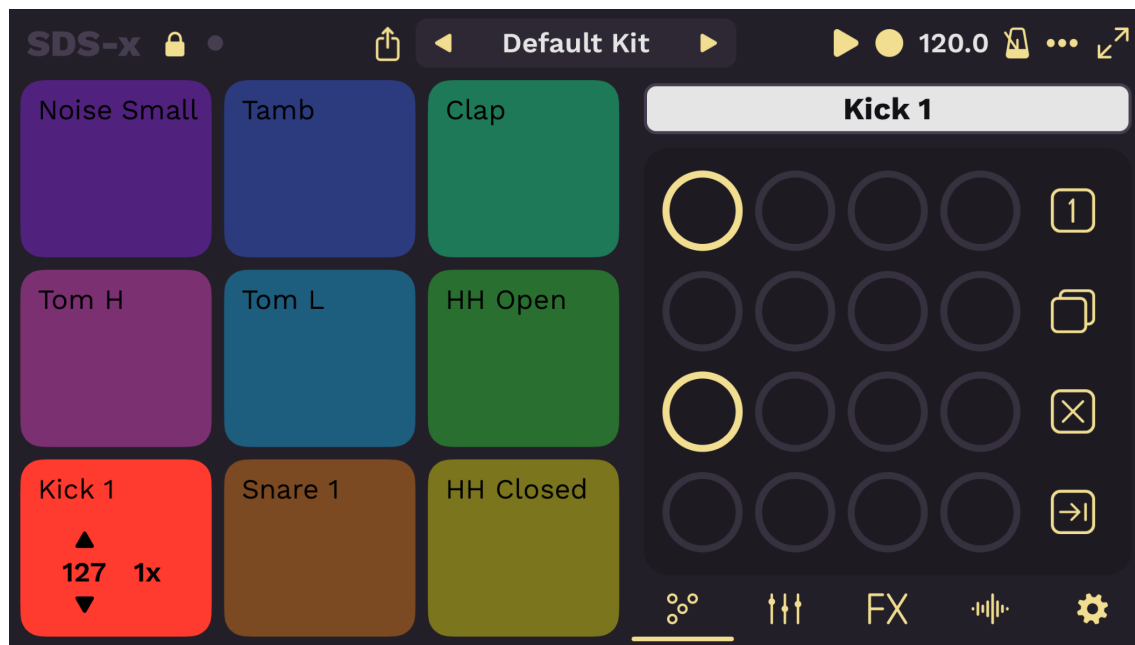 SDS-x
Default Kit
120.0
Noise Small
Tamb
Clap
Kick 1
1
Tom H
Tom L
HH Open
Kick 1
127 1x
Snare 1
HH Closed
FX